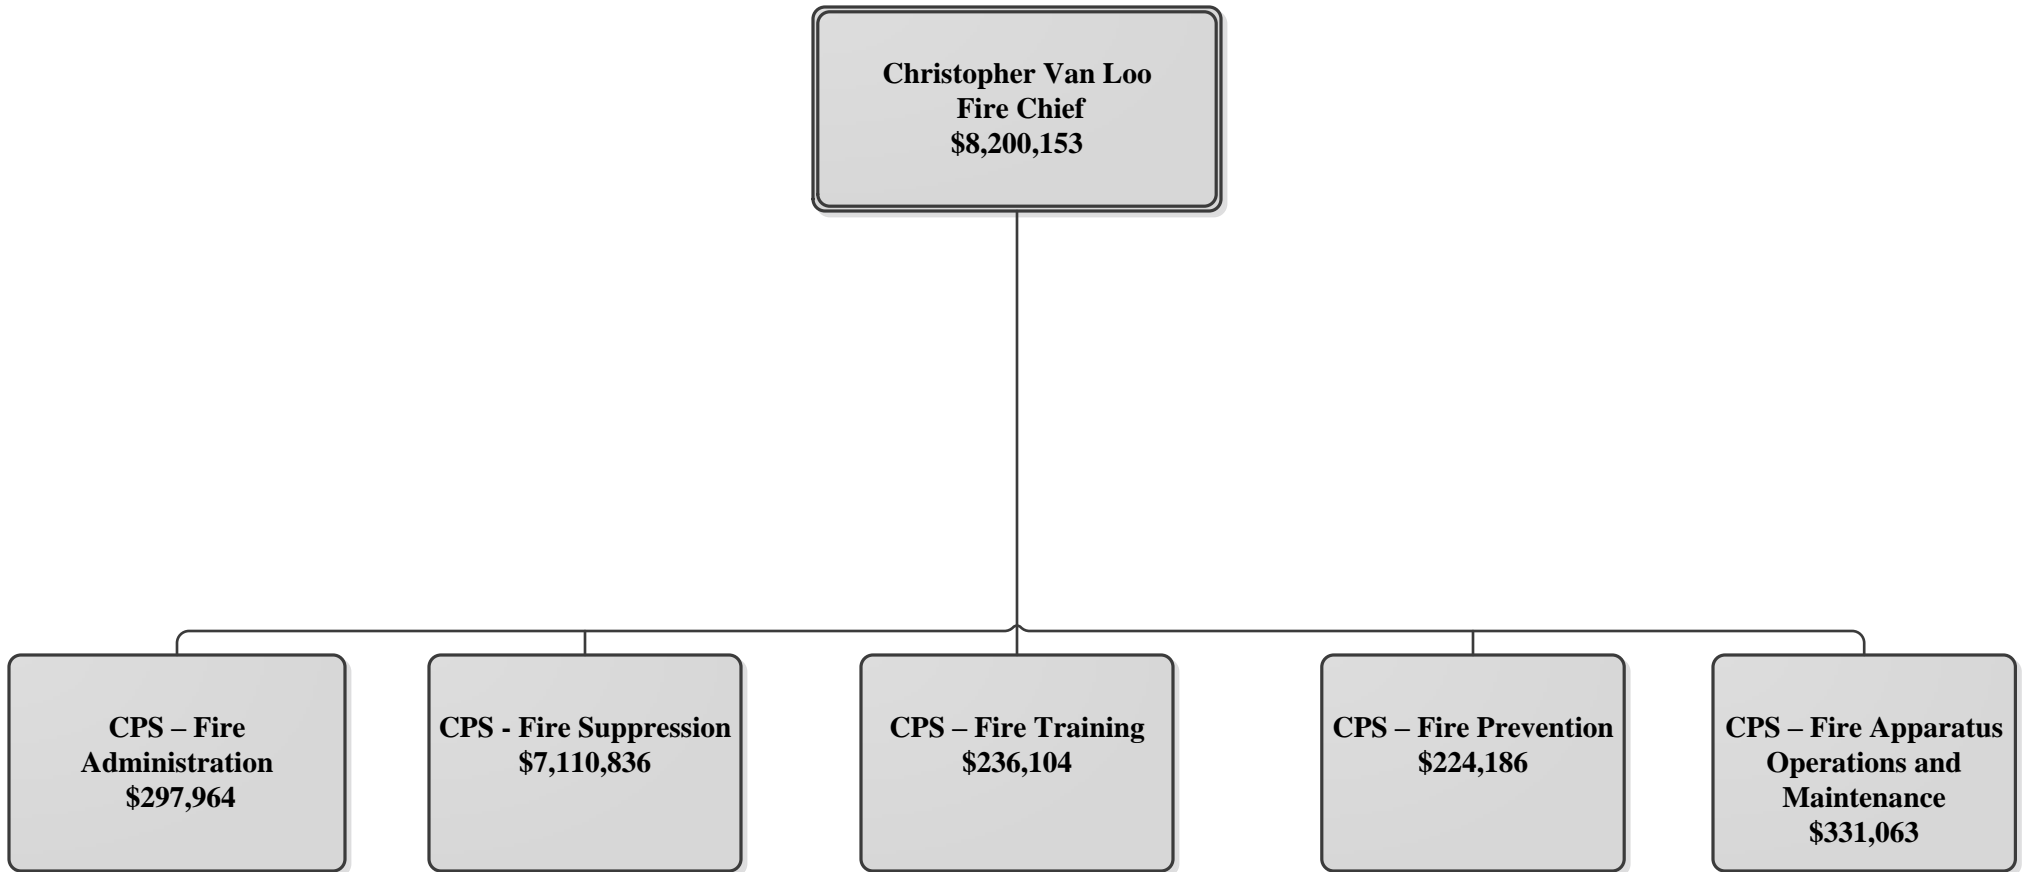 Christopher Van Loo
Fire Chief
$8,200,153
CPS – Fire
Administration
$297,964
CPS - Fire Suppression
$7,110,836
CPS – Fire Training
$236,104
CPS – Fire Prevention
$224,186
CPS – Fire Apparatus
Operations and
Maintenance
$331,063